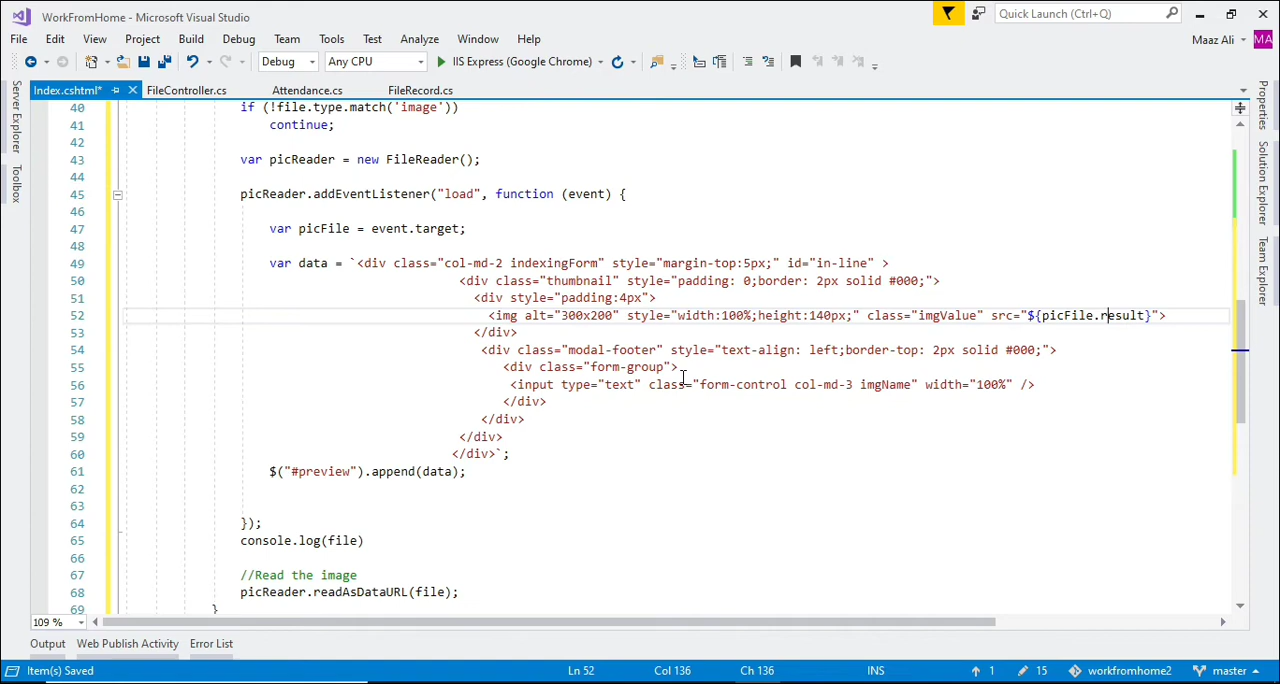 WorkFromHome - Microsoft Visual Studio
Quick Launch (Ctrl+Q)
File Edit View Project Build Debug Team Tools Test Analyze Window Help
Maaz Ali MA
Debug Any CPU IIS Express (Google Chrome)
Index.cshtml* FileController.cs Attendance.cs FileRecord.cs
Server Explorer
Toolbox
Properties
Solution Explorer
Team Explorer
40 if (!file.type.match('image'))
41 continue;
42
43 var picReader = new FileReader();
44
45 picReader.addEventListener("load", function (event) {
46
47 var picFile = event.target;
48
49 var data = `<div class="col-md-2 indexingForm" style="margin-top:5px;" id="in-line" >
50 <div class="thumbnail" style="padding: 0;border: 2px solid #000;">
51 <div style="padding:4px">
52 <img alt="300x200" style="width:100%;height:140px;" class="imgValue" src="${picFile.result}">
53 </div>
54 <div class="modal-footer" style="text-align: left;border-top: 2px solid #000;">
55 <div class="form-group">
56 <input type="text" class="form-control col-md-3 imgName" width="100%" />
57 </div>
58 </div>
59 </div>
60 </div>`;
61 $("#preview").append(data);
62
63
64 });
65 console.log(file)
66
67 //Read the image
68 picReader.readAsDataURL(file);
69 }
109 %
Output Web Publish Activity Error List
Item(s) Saved Ln 52 Col 136 Ch 136 INS 1 15 workfromhome2 master